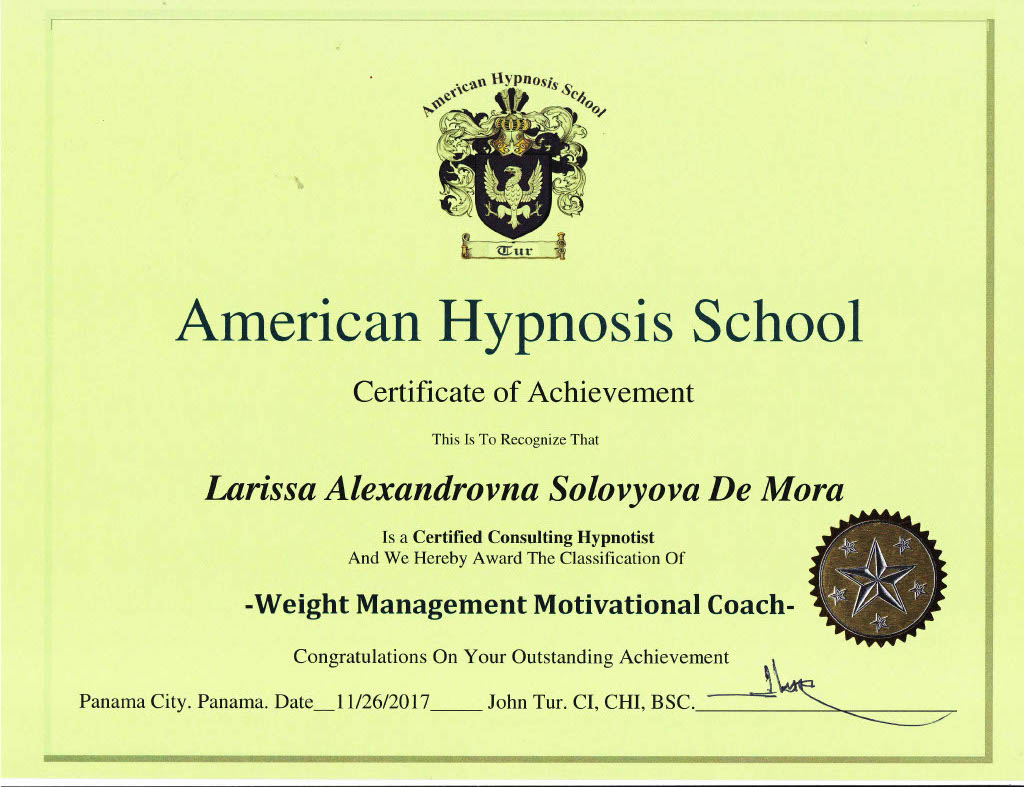 American Hypnosis School
Tur
American Hypnosis School
Certificate of Achievement
This Is To Recognize That
Larissa Alexandrovna Solovyova De Mora
Is a Certified Consulting Hypnotist
And We Hereby Award The Classification Of
-Weight Management Motivational Coach-
Congratulations On Your Outstanding Achievement
Panama City. Panama. Date__11/26/2017_____ John Tur. CI, CHI, BSC.